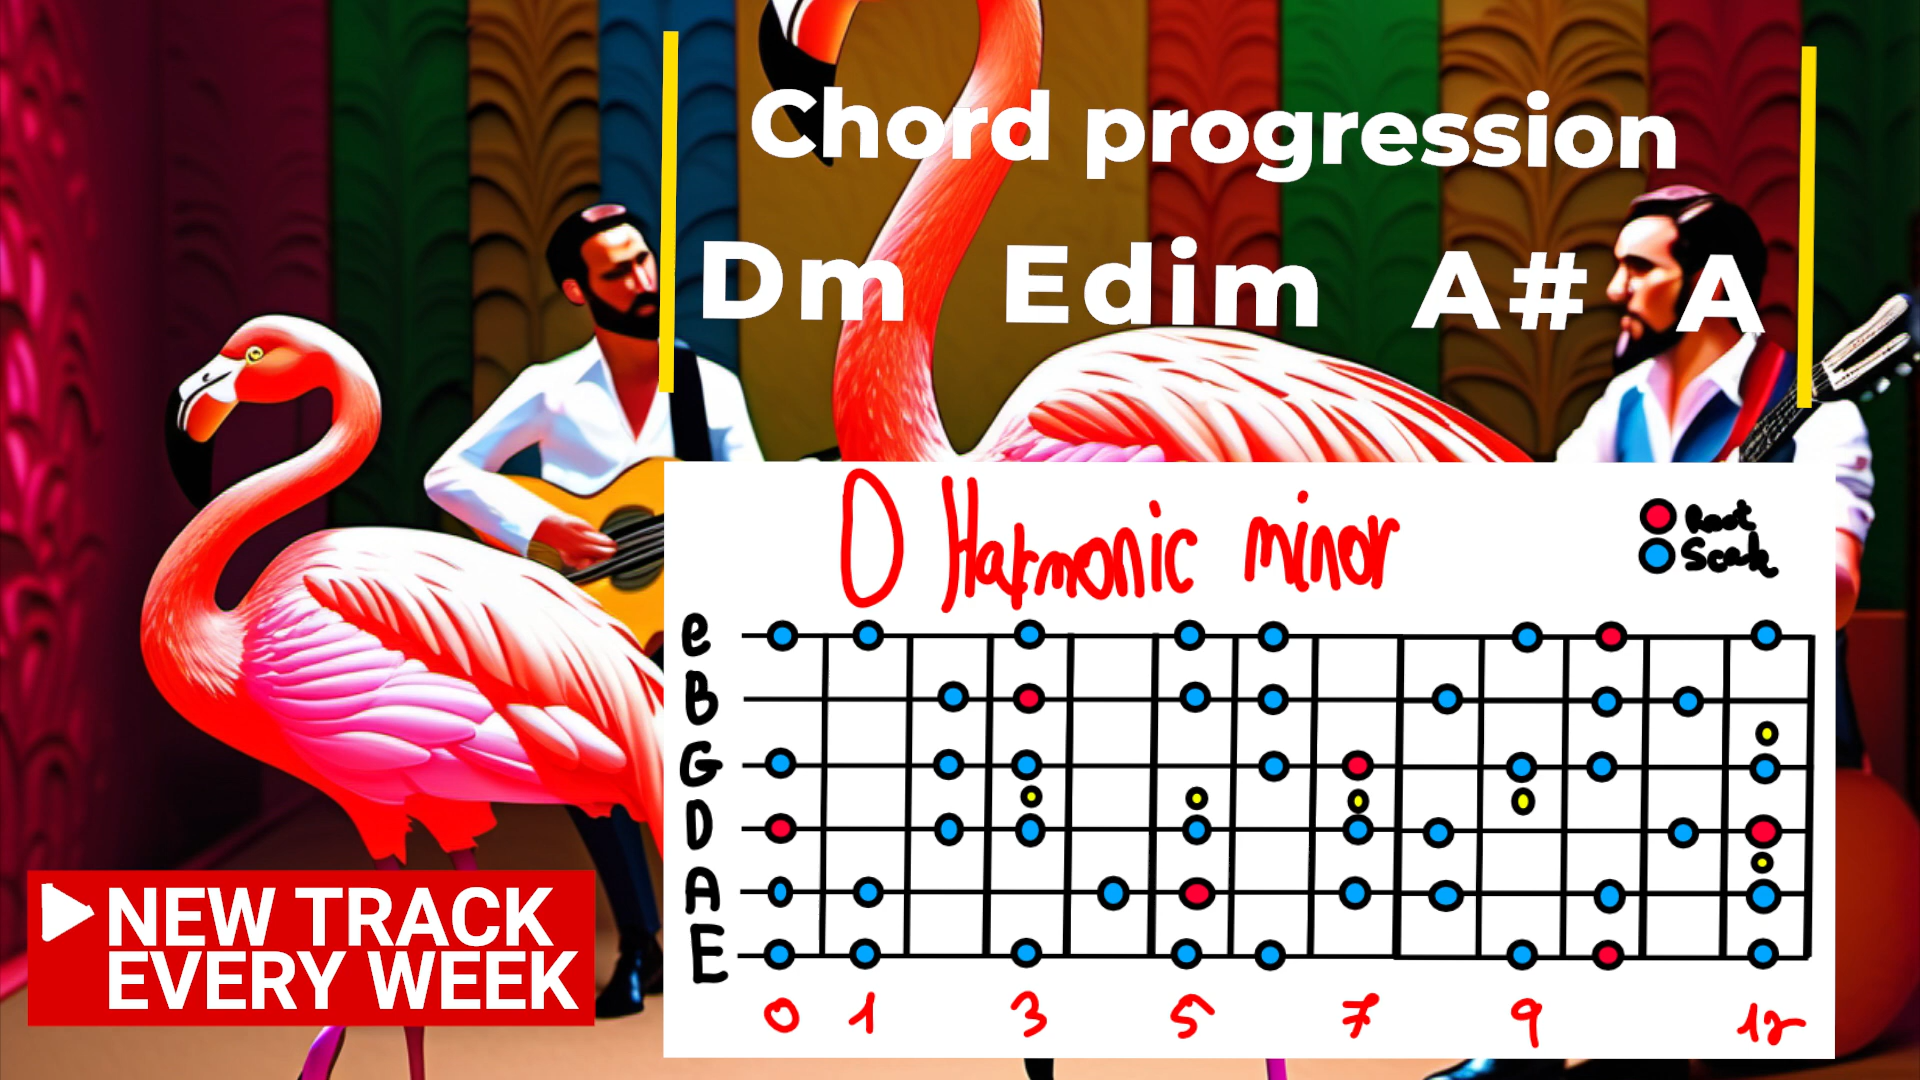 Chord progression
Dm Edim A# A
D Harmonic minor
Root
Scale
e
B
G
D
A
E
0 1 3 5 7 9 12
NEW TRACK
EVERY WEEK